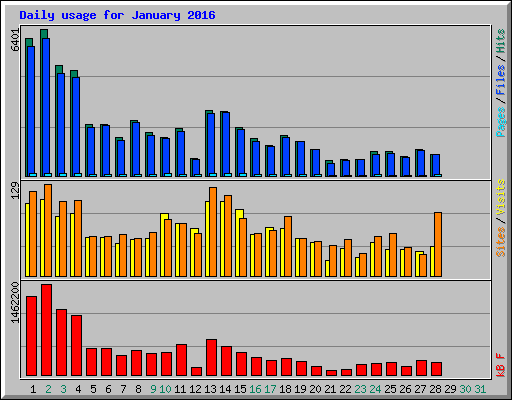 Daily usage for January 2016
6401
Pages/Files/Hits
129
Sites/Visits
1462200
kB F
1 2 3 4 5 6 7 8 9 10 11 12 13 14 15 16 17 18 19 20 21 22 23 24 25 26 27 28 29 30 31